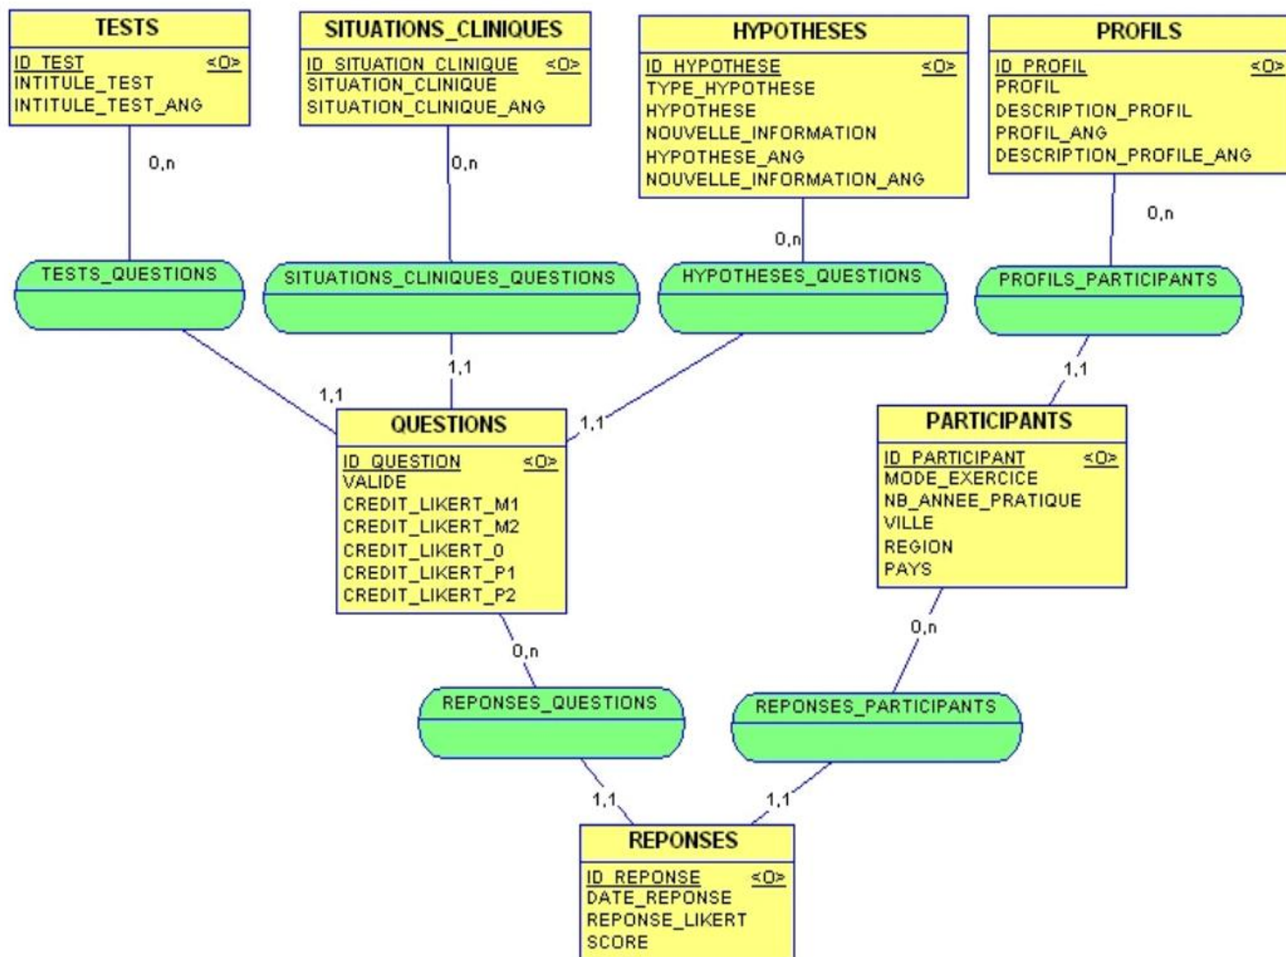 TESTS
ID_TEST <O>
INTITULE_TEST
INTITULE_TEST_ANG
SITUATIONS_CLINIQUES
ID_SITUATION_CLINIQUE <O>
SITUATION_CLINIQUE
SITUATION_CLINIQUE_ANG
HYPOTHESES
ID_HYPOTHESE <O>
TYPE_HYPOTHESE
HYPOTHESE
NOUVELLE_INFORMATION
HYPOTHESE_ANG
NOUVELLE_INFORMATION_ANG
PROFILS
ID_PROFIL <O>
PROFIL
DESCRIPTION_PROFIL
PROFIL_ANG
DESCRIPTION_PROFILE_ANG
0,n
0,n
0,n
0,n
TESTS_QUESTIONS
SITUATIONS_CLINIQUES_QUESTIONS
HYPOTHESES_QUESTIONS
PROFILS_PARTICIPANTS
1,1
1,1
1,1
1,1
QUESTIONS
ID_QUESTION <O>
VALIDE
CREDIT_LIKERT_M1
CREDIT_LIKERT_M2
CREDIT_LIKERT_0
CREDIT_LIKERT_P1
CREDIT_LIKERT_P2
PARTICIPANTS
ID_PARTICIPANT <O>
MODE_EXERCICE
NB_ANNEE_PRATIQUE
VILLE
REGION
PAYS
0,n
0,n
REPONSES_QUESTIONS
REPONSES_PARTICIPANTS
1,1
1,1
REPONSES
ID_REPONSE <O>
DATE_REPONSE
REPONSE_LIKERT
SCORE